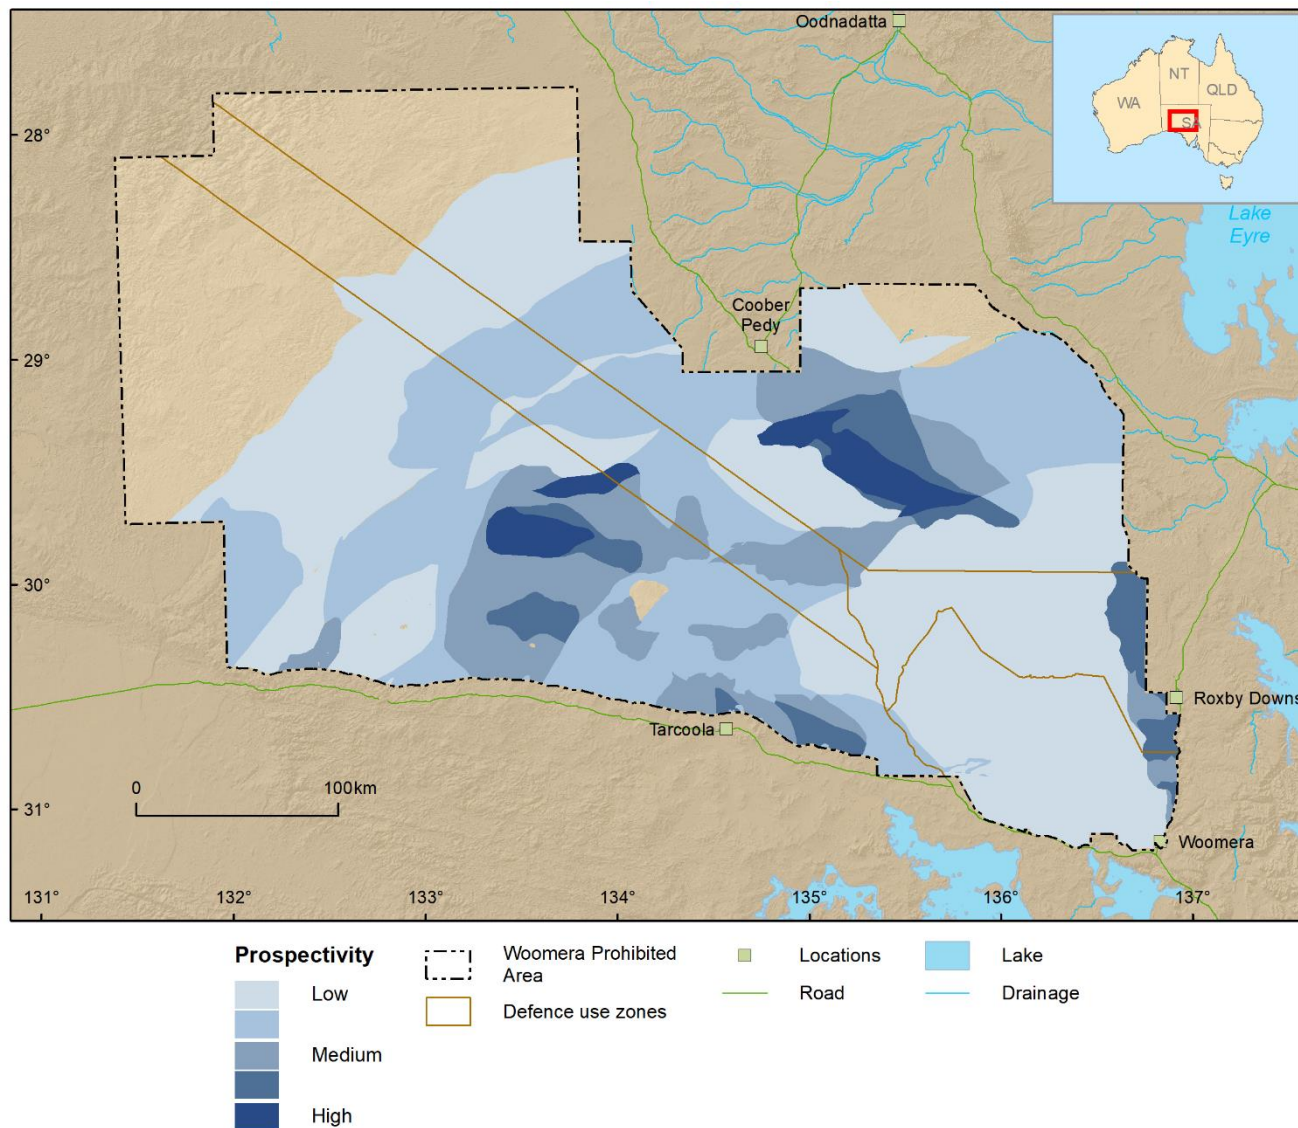 Oodnadatta
NT
WA
QLD
SA
Lake
Eyre
28°
Coober
Pedy
29°
30°
Roxby Downs
Tarcoola
0
100km
31°
Woomera
131°
132°
133°
134°
135°
136°
137°
Prospectivity
Low
Medium
High
Woomera Prohibited
Area
Defence use zones
Locations
Road
Lake
Drainage